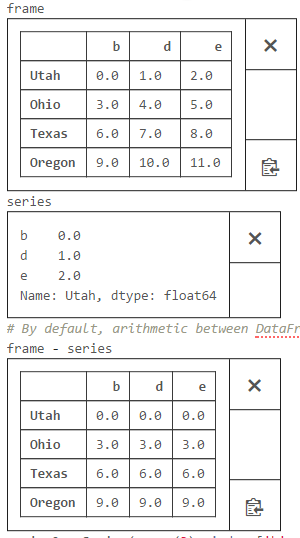 frame
b d e
Utah 0.0 1.0 2.0
Ohio 3.0 4.0 5.0
Texas 6.0 7.0 8.0
Oregon 9.0 10.0 11.0
series
b 0.0
d 1.0
e 2.0
Name: Utah, dtype: float64
# By default, arithmetic between DataFr
frame - series
b d e
Utah 0.0 0.0 0.0
Ohio 3.0 3.0 3.0
Texas 6.0 6.0 6.0
Oregon 9.0 9.0 9.0